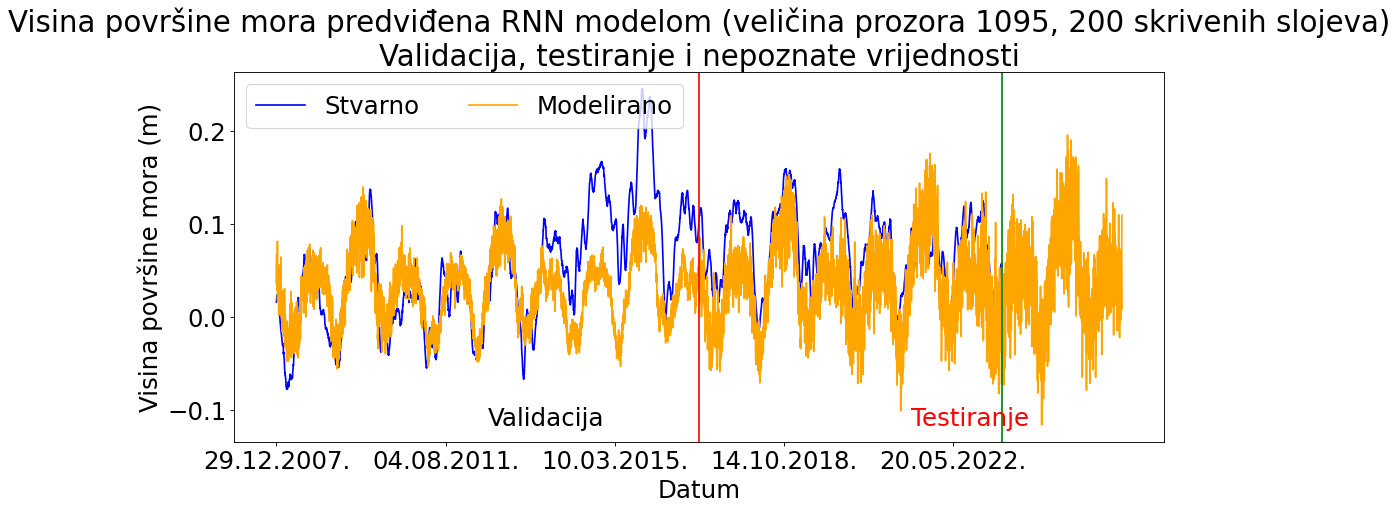 Visina površine mora predviđena RNN modelom (veličina prozora 1095, 200 skrivenih slojeva)
Validacija, testiranje i nepoznate vrijednosti
Stvarno
Modelirano
Visina površine mora (m)
0.2
0.1
0.0
−0.1
Validacija
Testiranje
29.12.2007.
04.08.2011.
10.03.2015.
14.10.2018.
20.05.2022.
Datum